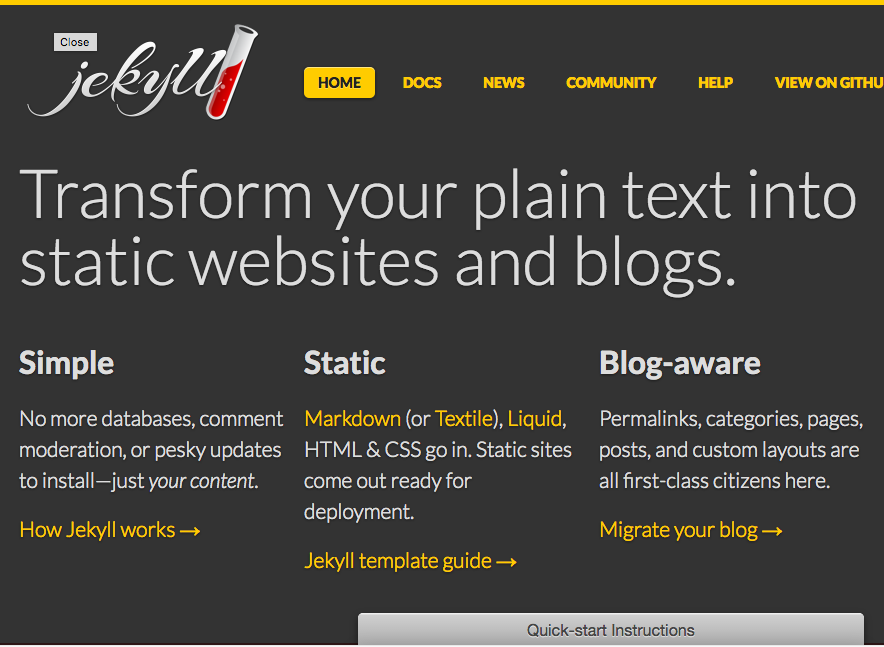 Close
jekyll
HOME DOCS NEWS COMMUNITY HELP VIEW ON GITHU
Transform your plain text into
static websites and blogs.
Simple
No more databases, comment
moderation, or pesky updates
to install—just your content.
How Jekyll works →
Static
Markdown (or Textile), Liquid,
HTML & CSS go in. Static sites
come out ready for
deployment.
Jekyll template guide →
Blog-aware
Permalinks, categories, pages,
posts, and custom layouts are
all first-class citizens here.
Migrate your blog →
Quick-start Instructions